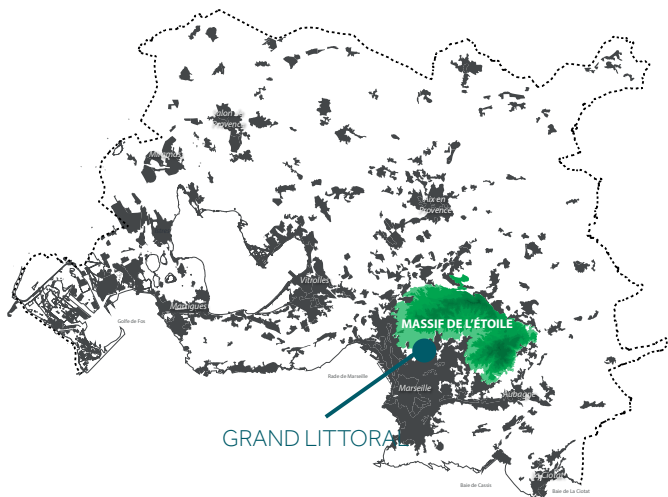 Salon de
Provence
Miramas
Aix en
Provence
Vitrolles
Martigues
Golfe de Fos
MASSIF DE L'ÉTOILE
Rade de Marseille
Marseille
Aubagne
GRAND LITTORAL
La Ciotat
Baie de Cassis
Baie de La Ciotat